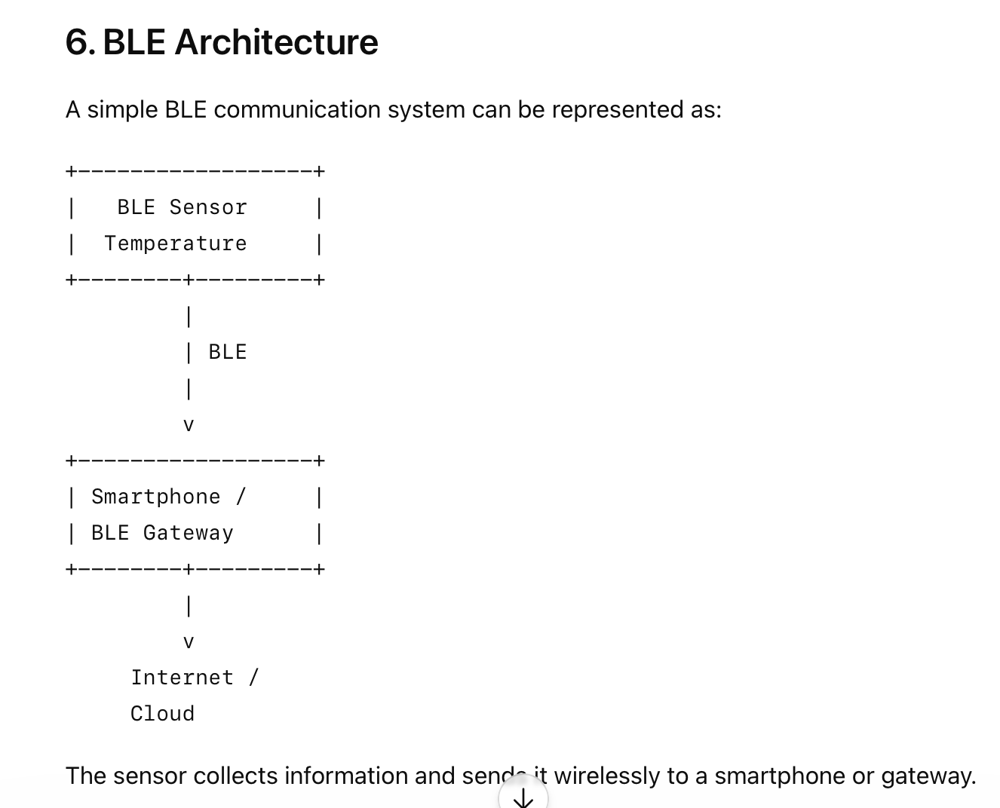 6. BLE Architecture
A simple BLE communication system can be represented as:
+------------------+
|   BLE Sensor     |
|  Temperature     |
+--------+---------+
         |
         | BLE
         |
         v
+------------------+
| Smartphone /     |
| BLE Gateway      |
+--------+---------+
         |
         v
     Internet /
     Cloud
The sensor collects information and sends it wirelessly to a smartphone or gateway.